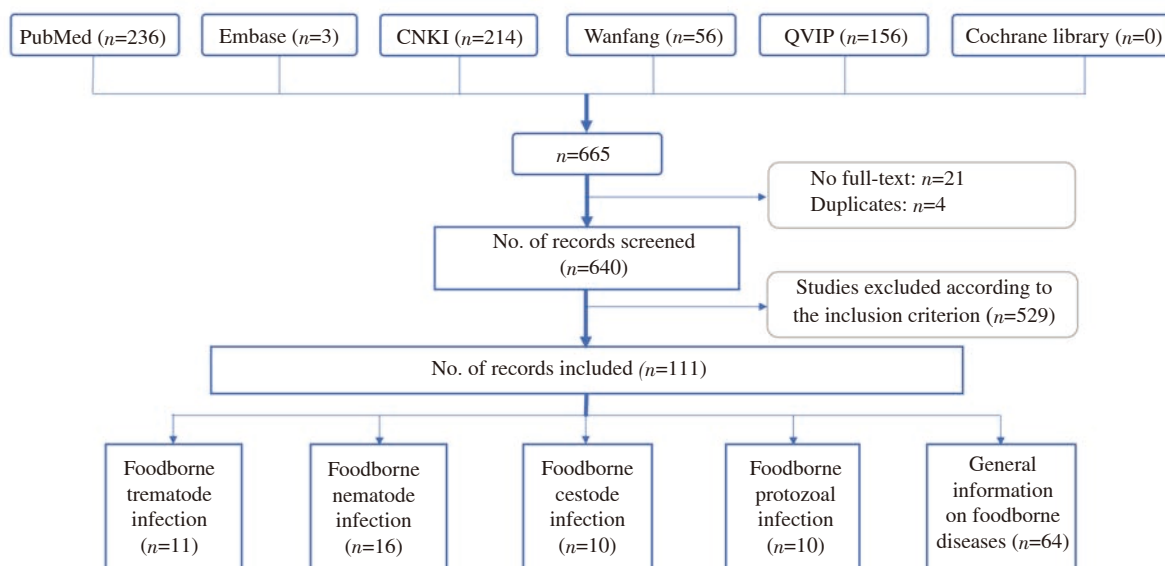 PubMed (n=236)
Embase (n=3)
CNKI (n=214)
Wanfang (n=56)
QVIP (n=156)
Cochrane library (n=0)
n=665
No full-text: n=21
Duplicates: n=4
No. of records screened
(n=640)
Studies excluded according to
the inclusion criterion (n=529)
No. of records included (n=111)
Foodborne
trematode
infection
(n=11)
Foodborne
nematode
infection
(n=16)
Foodborne
cestode
infection
(n=10)
Foodborne
protozoal
infection
(n=10)
General
information
on foodborne
diseases (n=64)